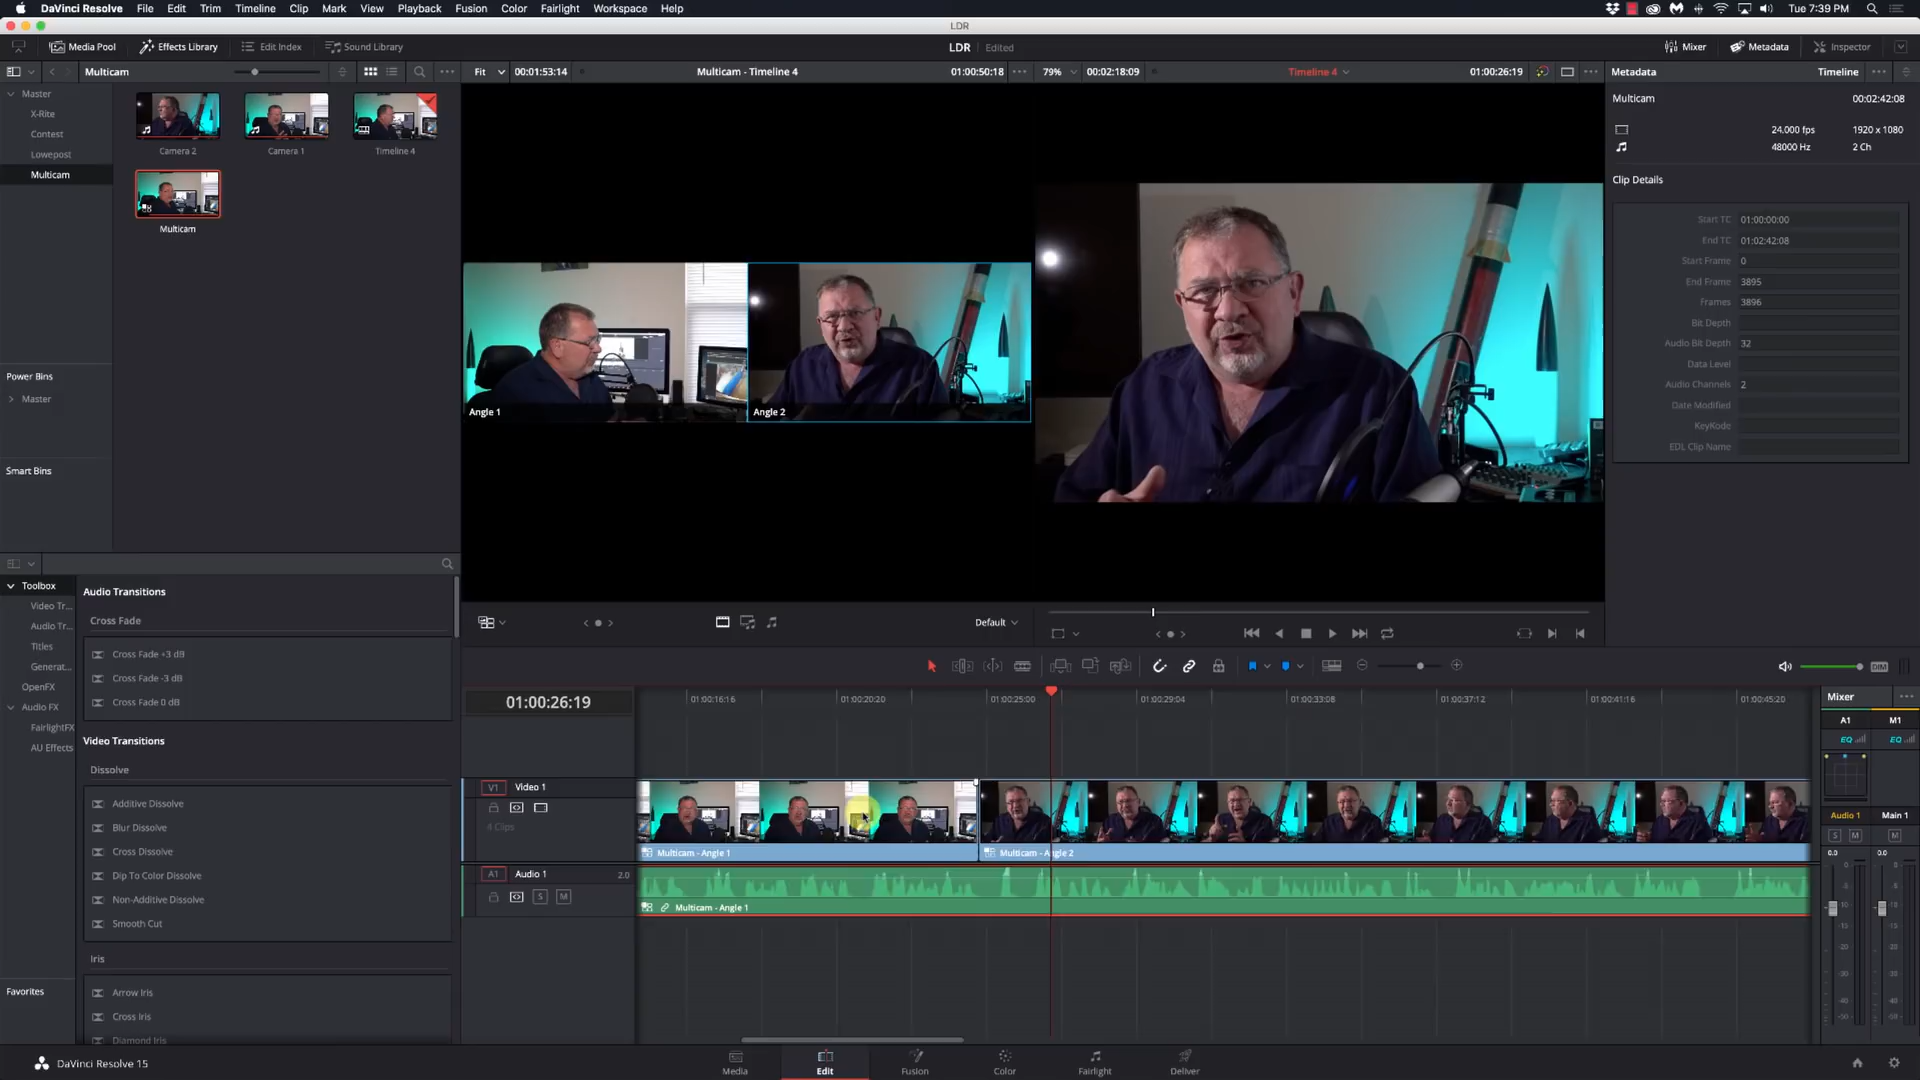 DaVinci Resolve File Edit Trim Timeline Clip Mark View Playback Fusion Color Fairlight Workspace Help Tue 7:39 PM
LDR
Media Pool Effects Library Edit Index Sound Library LDR Edited Mixer Metadata Inspector
Multicam Fit 00:01:53:14 Multicam - Timeline 4 01:00:50:18 79% 00:02:18:09 Timeline 4 01:00:26:19 Metadata Timeline
Master
X-Rite
Contest
Lowepost
Multicam
Power Bins
Master
Smart Bins
Camera 2 Camera 1 Timeline 4
Multicam
Angle 1 Angle 2
Multicam 00:02:42:08
24.000 fps 1920 x 1080
48000 Hz 2 Ch
Clip Details
Start TC 01:00:00:00
End TC 01:02:42:08
Start Frame 0
End Frame 3895
Frames 3896
Bit Depth
Audio Bit Depth 32
Data Level
Audio Channels 2
Date Modified
KeyKode
EDL Clip Name
Default
Toolbox
Video Tr...
Audio Tr...
Titles
Generat...
OpenFX
Audio FX
FairlightFX
AU Effects
Favorites
Audio Transitions
Cross Fade
Cross Fade +3 dB
Cross Fade -3 dB
Cross Fade 0 dB
Video Transitions
Dissolve
Additive Dissolve
Blur Dissolve
Cross Dissolve
Dip To Color Dissolve
Non-Additive Dissolve
Smooth Cut
Iris
Arrow Iris
Cross Iris
Diamond Iris
DIM
01:00:26:19 01:00:16:16 01:00:20:20 01:00:25:00 01:00:29:04 01:00:33:08 01:00:37:12 01:00:41:16 01:00:45:20
V1 Video 1
4 Clips
Multicam - Angle 1 Multicam - Angle 2
A1 Audio 1 2.0
S M
Multicam - Angle 1
Mixer
A1 M1
EQ EQ
Audio 1 Main 1
S M M
0.0 0.0
DaVinci Resolve 15 Media Edit Fusion Color Fairlight Deliver